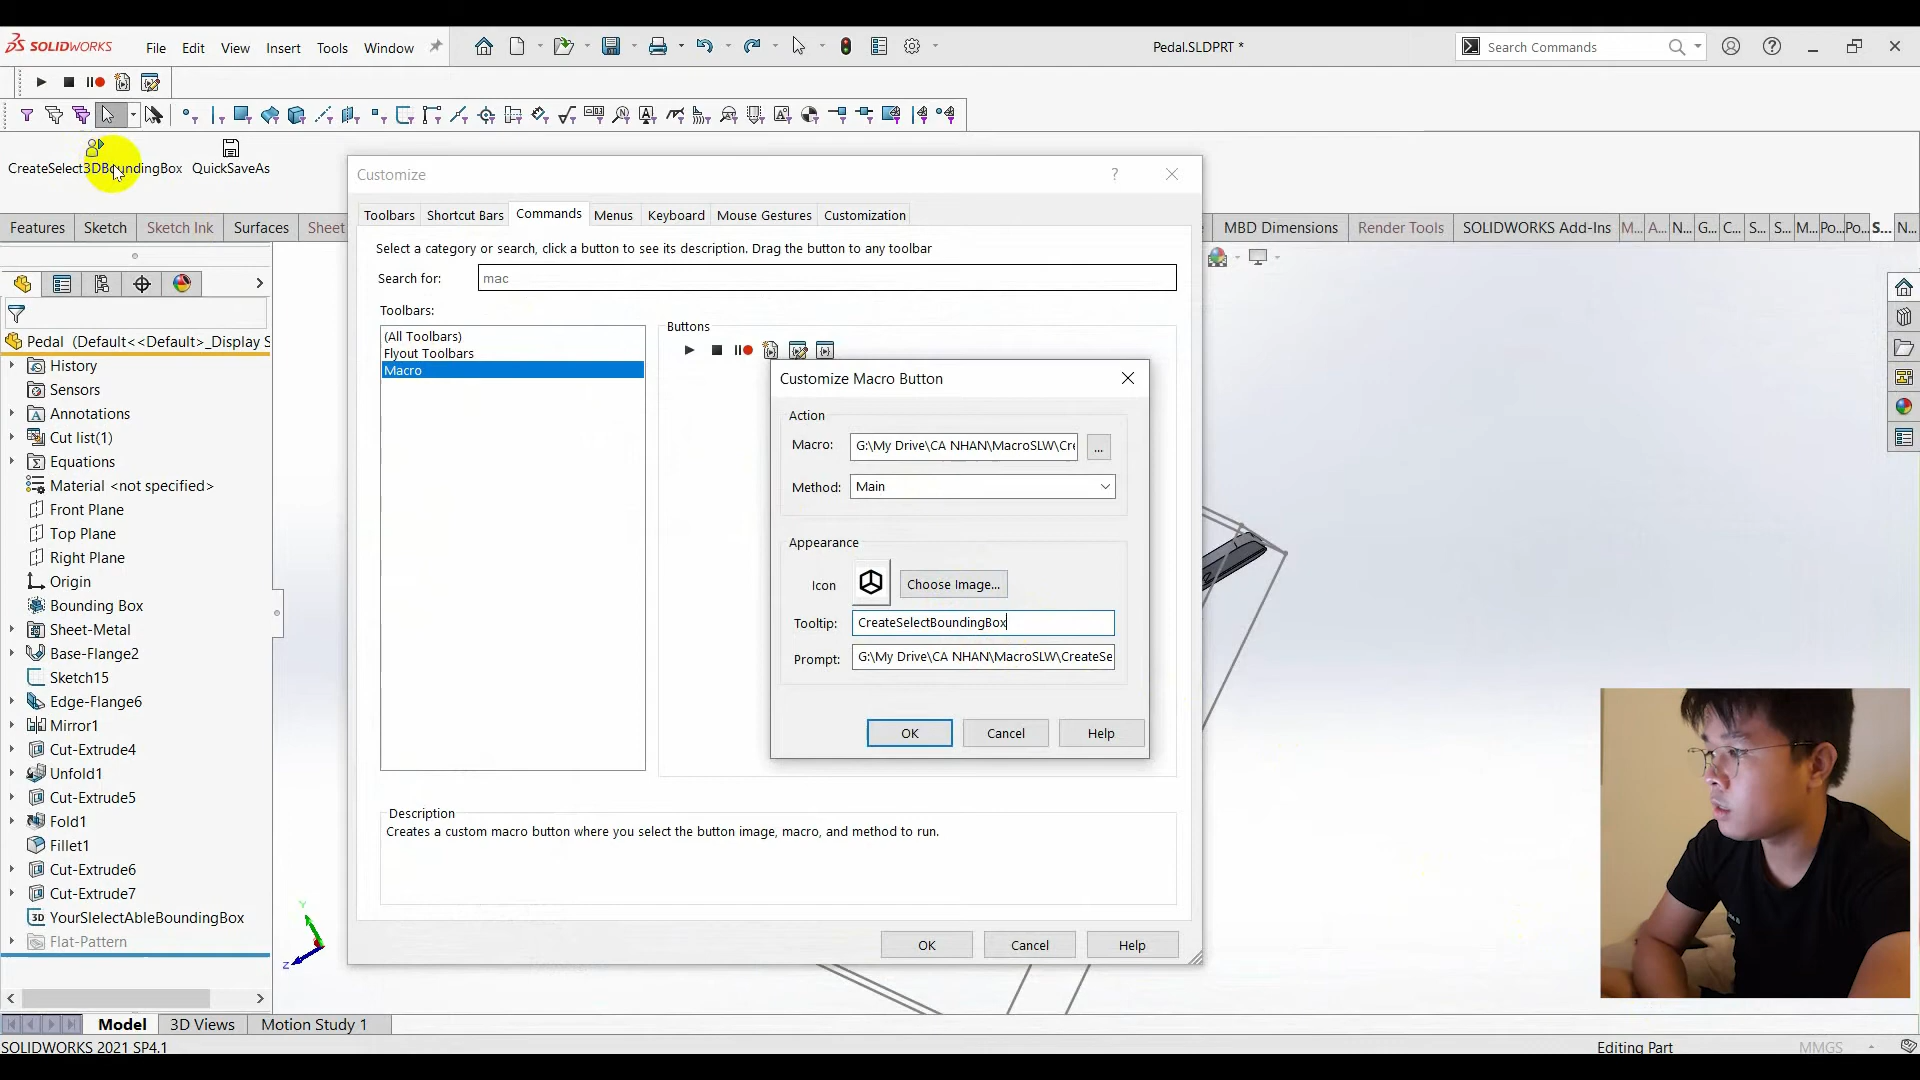 SOLIDWORKS File Edit View Insert Tools Window Pedal.SLDPRT * Search Commands
CreateSelect3DBoundingBox QuickSaveAs
Customize
Toolbars Shortcut Bars Commands Menus Keyboard Mouse Gestures Customization
Features Sketch Sketch Ink Surfaces Sheet MBD Dimensions Render Tools SOLIDWORKS Add-Ins M... A... N... G... C... S... S... M... Po... Po... S... N...
Select a category or search, click a button to see its description. Drag the button to any toolbar
Search for: mac
Toolbars:
(All Toolbars)
Flyout Toolbars
Macro
Buttons
Customize Macro Button
Action
Macro: G:\My Drive\CA NHAN\MacroSLW\Cre
...
Method: Main
Appearance
Icon Choose Image...
Tooltip: CreateSelectBoundingBox
Prompt: G:\My Drive\CA NHAN\MacroSLW\CreateSe
OK Cancel Help
Description
Creates a custom macro button where you select the button image, macro, and method to run.
OK Cancel Help
Pedal (Default<<Default>_Display S
History
Sensors
Annotations
Cut list(1)
Equations
Material <not specified>
Front Plane
Top Plane
Right Plane
Origin
Bounding Box
Sheet-Metal
Base-Flange2
Sketch15
Edge-Flange6
Mirror1
Cut-Extrude4
Unfold1
Cut-Extrude5
Fold1
Fillet1
Cut-Extrude6
Cut-Extrude7
3D YourSlelectAbleBoundingBox
Flat-Pattern
Y
Z
Model 3D Views Motion Study 1
SOLIDWORKS 2021 SP4.1 Editing Part MMGS